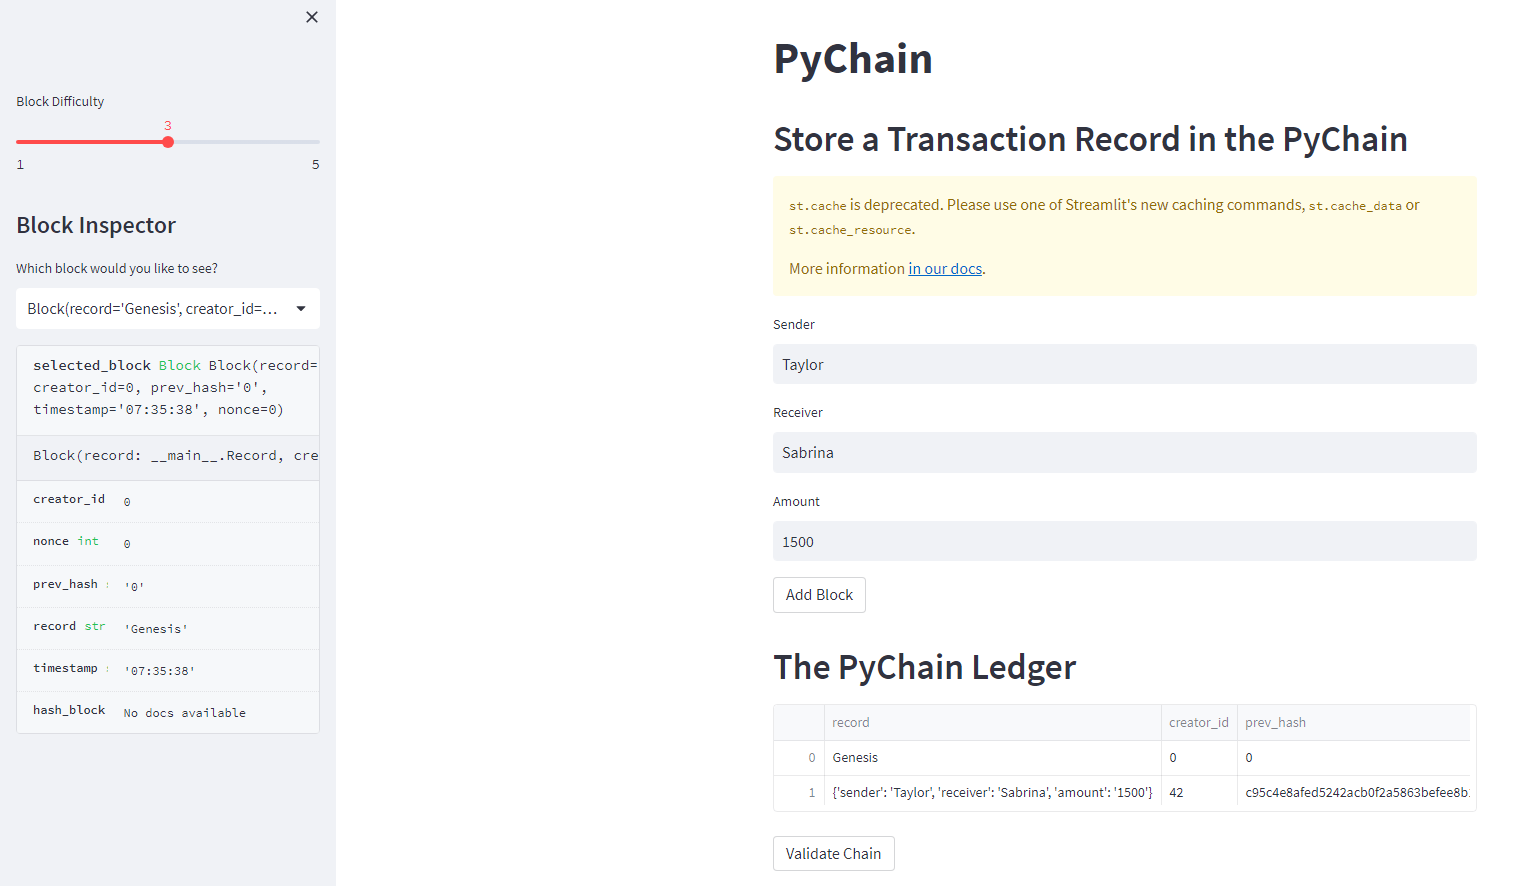 Block Difficulty
3
1 5
Block Inspector
Which block would you like to see?
Block(record='Genesis', creator_id=...
selected_block Block Block(record=
creator_id=0, prev_hash='0',
timestamp='07:35:38', nonce=0)
Block(record: __main__.Record, cre
creator_id 0
nonce int 0
prev_hash '0'
record str 'Genesis'
timestamp '07:35:38'
hash_block No docs available
PyChain
Store a Transaction Record in the PyChain
st.cache is deprecated. Please use one of Streamlit's new caching commands, st.cache_data or
st.cache_resource.
More information in our docs.
Sender
Taylor
Receiver
Sabrina
Amount
1500
Add Block
The PyChain Ledger
record creator_id prev_hash
0 Genesis 0 0
1 {'sender': 'Taylor', 'receiver': 'Sabrina', 'amount': '1500'} 42 c95c4e8afed5242acb0f2a5863befee8b
Validate Chain